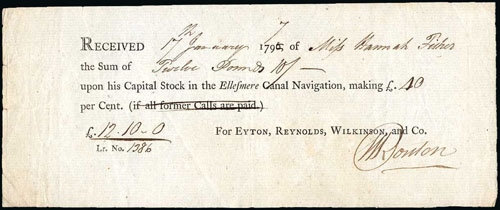 RECEIVED 17th January 1797 of Miss Hannah Fisher
the Sum of Twelve Pounds 10/—
upon his Capital Stock in the Ellesmere Canal Navigation, making £. 40
per Cent. (if all former Calls are paid.)
£. 12-10-0 For EYTON, REYNOLDS, WILKINSON, and Co.
Lr. No. 1386